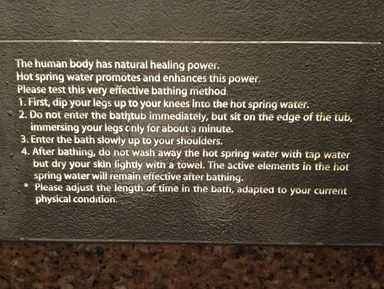 The human body has natural healing power.
Hot spring water promotes and enhances this power.
Please test this very effective bathing method.
1. First, dip your legs up to your knees into the hot spring water.
2. Do not enter the bathtub immediately, but sit on the edge of the tub,
immersing your legs only for about a minute.
3. Enter the bath slowly up to your shoulders.
4. After bathing, do not wash away the hot spring water with tap water
but dry your skin lightly with a towel. The active elements in the hot
spring water will remain effective after bathing.
* Please adjust the length of time in the bath, adapted to your current
physical condition.